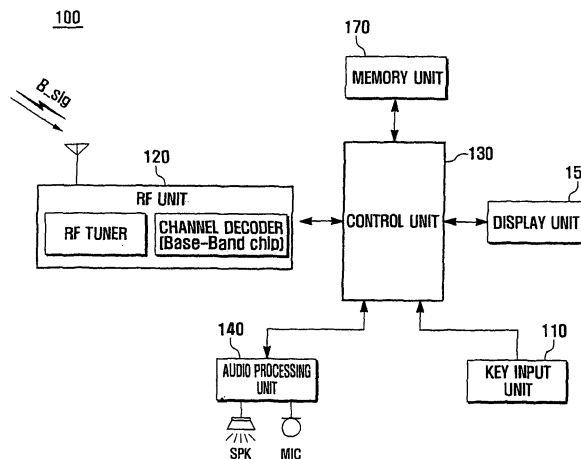 100
B_sig
170
MEMORY UNIT
120
130
RF UNIT
RF TUNER
CHANNEL DECODER
(Base-Band chip)
CONTROL UNIT
15
DISPLAY UNIT
140
AUDIO PROCESSING
UNIT
110
KEY INPUT
UNIT
SPK
MIC